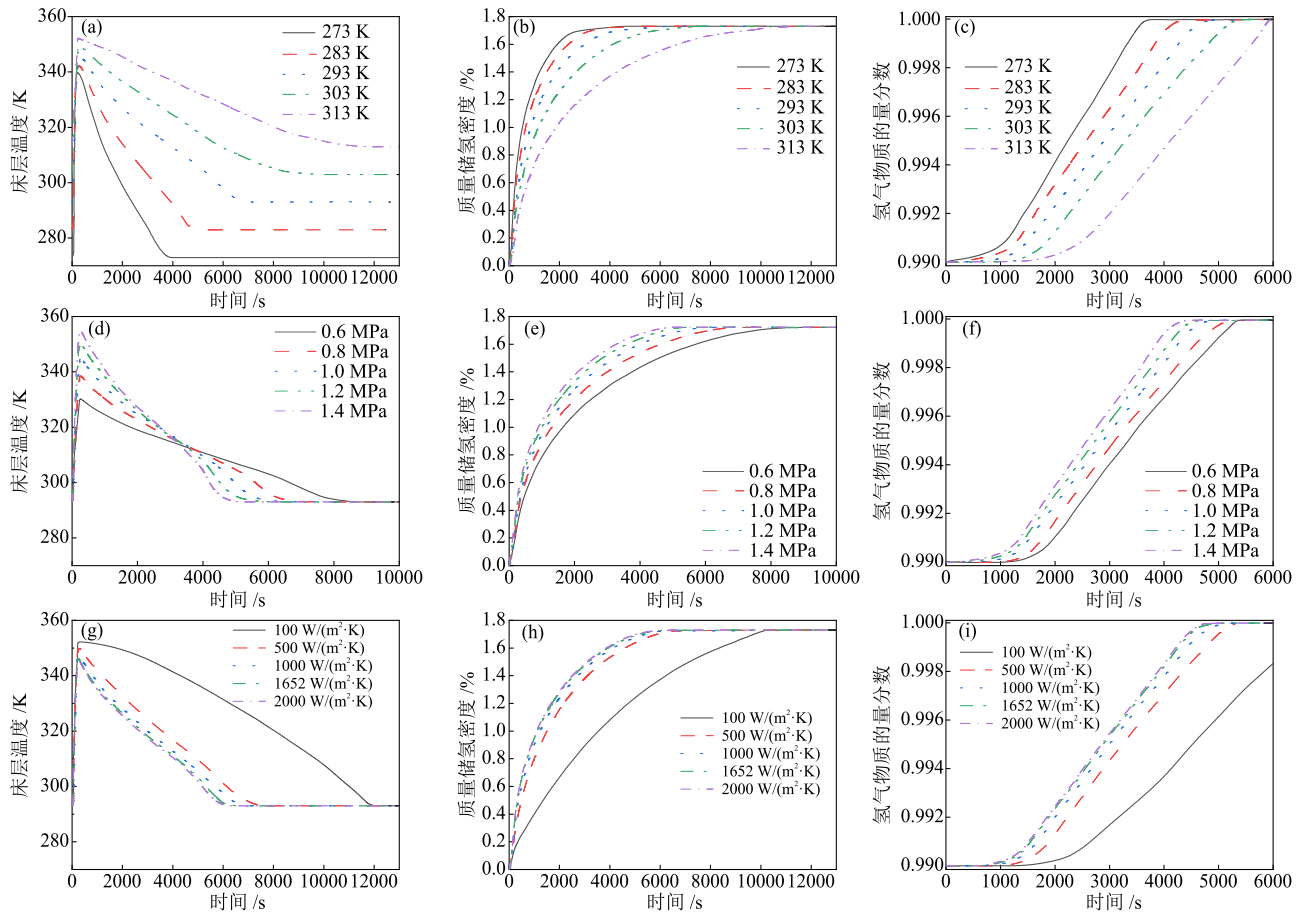 (a)
273 K
283 K
293 K
303 K
313 K
360
340
320
300
280
床层温度 /K
0 2000 4000 6000 8000 10000 12000
时间 /s
(b)
273 K
283 K
293 K
303 K
313 K
1.8
1.6
1.4
1.2
1.0
0.8
0.6
0.4
0.2
0.0
质量储氢密度 /%
0 2000 4000 6000 8000 10000 12000
时间 /s
(c)
273 K
283 K
293 K
303 K
313 K
1.000
0.998
0.996
0.994
0.992
0.990
氢气物质的量分数
0 1000 2000 3000 4000 5000 6000
时间 /s
(d)
0.6 MPa
0.8 MPa
1.0 MPa
1.2 MPa
1.4 MPa
360
340
320
300
280
床层温度 /K
0 2000 4000 6000 8000 10000
时间 /s
(e)
0.6 MPa
0.8 MPa
1.0 MPa
1.2 MPa
1.4 MPa
1.8
1.6
1.4
1.2
1.0
0.8
0.6
0.4
0.2
0.0
质量储氢密度 /%
0 2000 4000 6000 8000 10000
时间 /s
(f)
0.6 MPa
0.8 MPa
1.0 MPa
1.2 MPa
1.4 MPa
1.000
0.998
0.996
0.994
0.992
0.990
氢气物质的量分数
0 1000 2000 3000 4000 5000 6000
时间 /s
(g)
100 W/(m²·K)
500 W/(m²·K)
1000 W/(m²·K)
1652 W/(m²·K)
2000 W/(m²·K)
360
340
320
300
280
床层温度 /K
0 2000 4000 6000 8000 10000 12000
时间 /s
(h)
100 W/(m²·K)
500 W/(m²·K)
1000 W/(m²·K)
1652 W/(m²·K)
2000 W/(m²·K)
1.8
1.6
1.4
1.2
1.0
0.8
0.6
0.4
0.2
0.0
质量储氢密度 /%
0 2000 4000 6000 8000 10000 12000
时间 /s
(i)
100 W/(m²·K)
500 W/(m²·K)
1000 W/(m²·K)
1652 W/(m²·K)
2000 W/(m²·K)
1.000
0.998
0.996
0.994
0.992
0.990
氢气物质的量分数
0 1000 2000 3000 4000 5000 6000
时间 /s